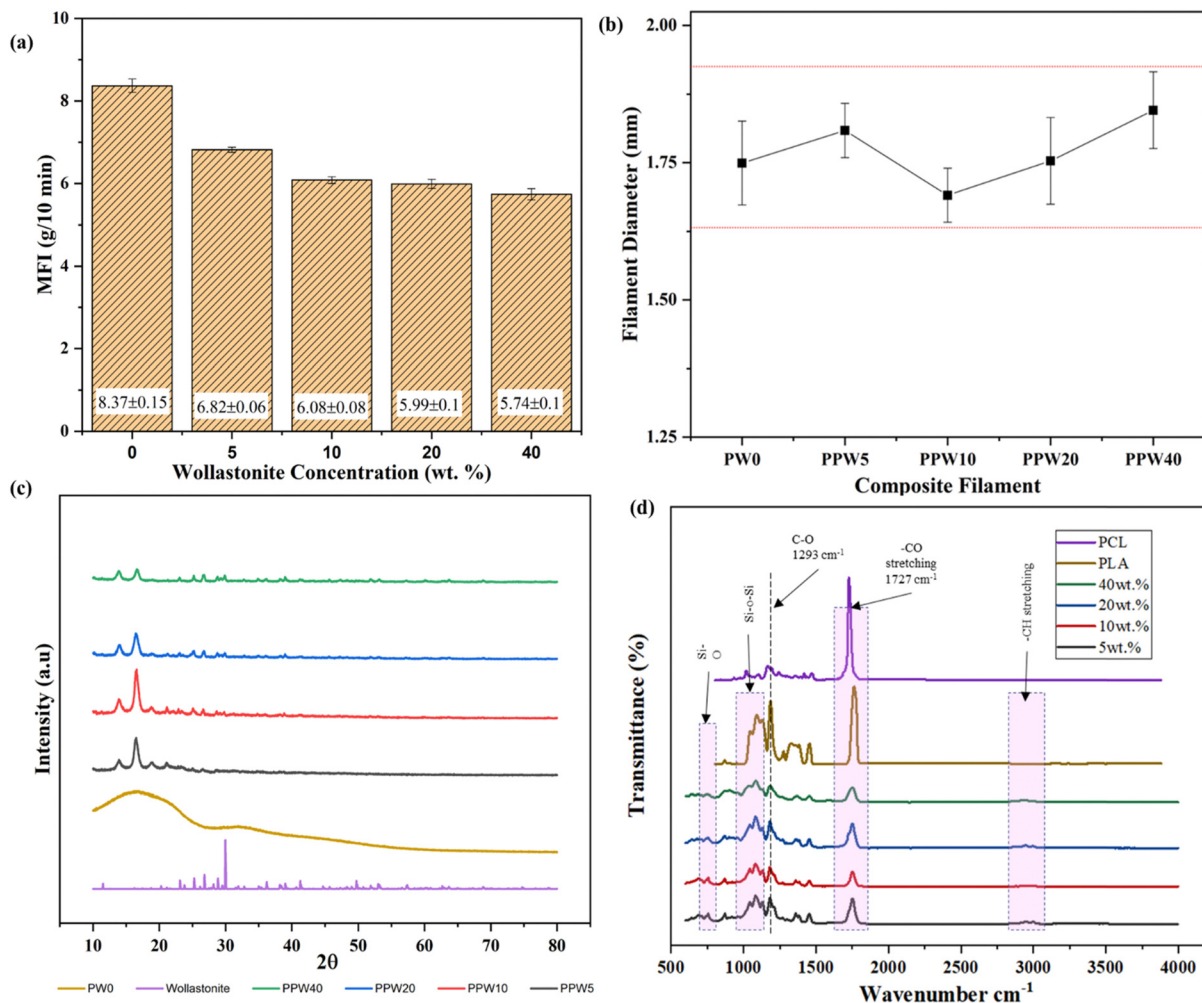 (a)
10
8
6
4
2
0
MFI (g/10 min)
8.37±0.15
6.82±0.06
6.08±0.08
5.99±0.1
5.74±0.1
0 5 10 20 40
Wollastonite Concentration (wt. %)
(b)
2.00
1.75
1.50
1.25
Filament Diameter (mm)
PW0 PPW5 PPW10 PPW20 PPW40
Composite Filament
(c)
Intensity (a.u)
10 20 30 40 50 60 70 80
2θ
PW0 Wollastonite PPW40 PPW20 PPW10 PPW5
(d)
C-O
1293 cm-1
-CO
stretching
1727 cm-1
Si-O-Si
Si-
O
-CH stretching
PCL
PLA
40wt.%
20wt.%
10wt.%
5wt.%
Transmittance (%)
500 1000 1500 2000 2500 3000 3500 4000
Wavenumber cm-1